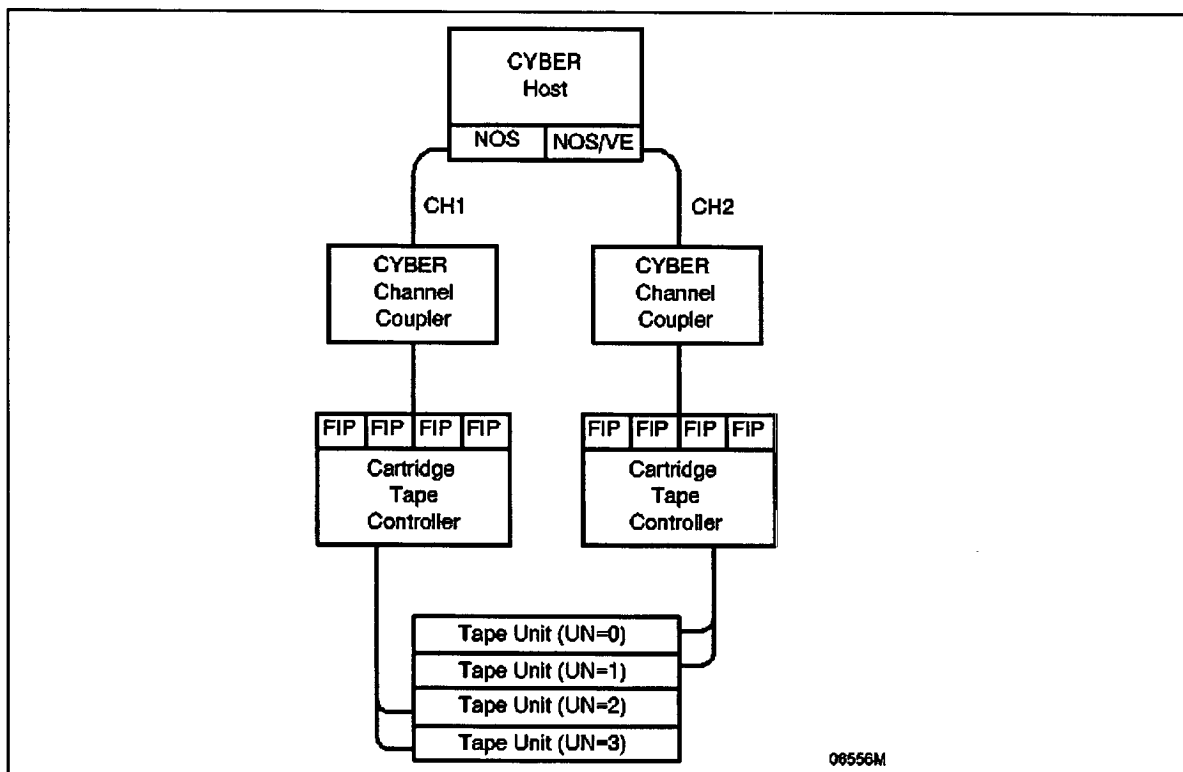 CYBER
Host
NOS NOS/VE
CH1 CH2
CYBER
Channel
Coupler
CYBER
Channel
Coupler
FIP FIP FIP FIP
Cartridge
Tape
Controller
FIP FIP FIP FIP
Cartridge
Tape
Controller
Tape Unit (UN=0)
Tape Unit (UN=1)
Tape Unit (UN=2)
Tape Unit (UN=3)
06556M